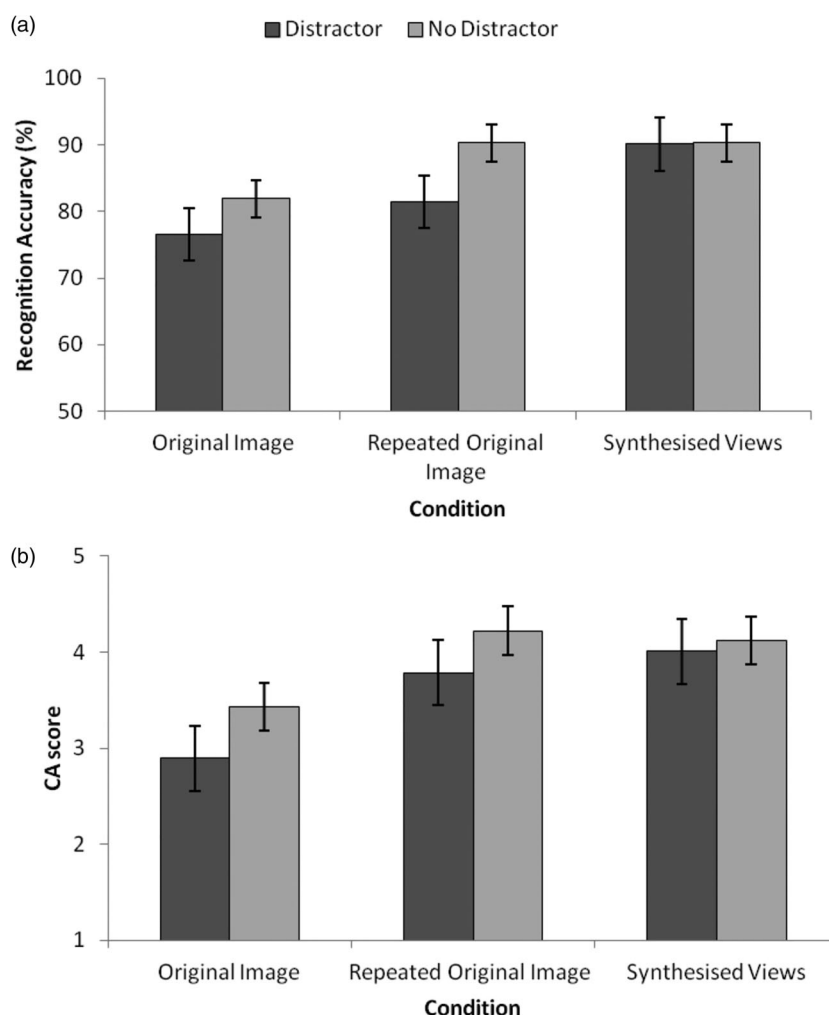 (a)
Distractor No Distractor
100
90
80
70
60
50
Recognition Accuracy (%)
Original Image Repeated Original Synthesised Views
Image
Condition
(b)
5
4
3
2
1
CA score
Original Image Repeated Original Image Synthesised Views
Condition